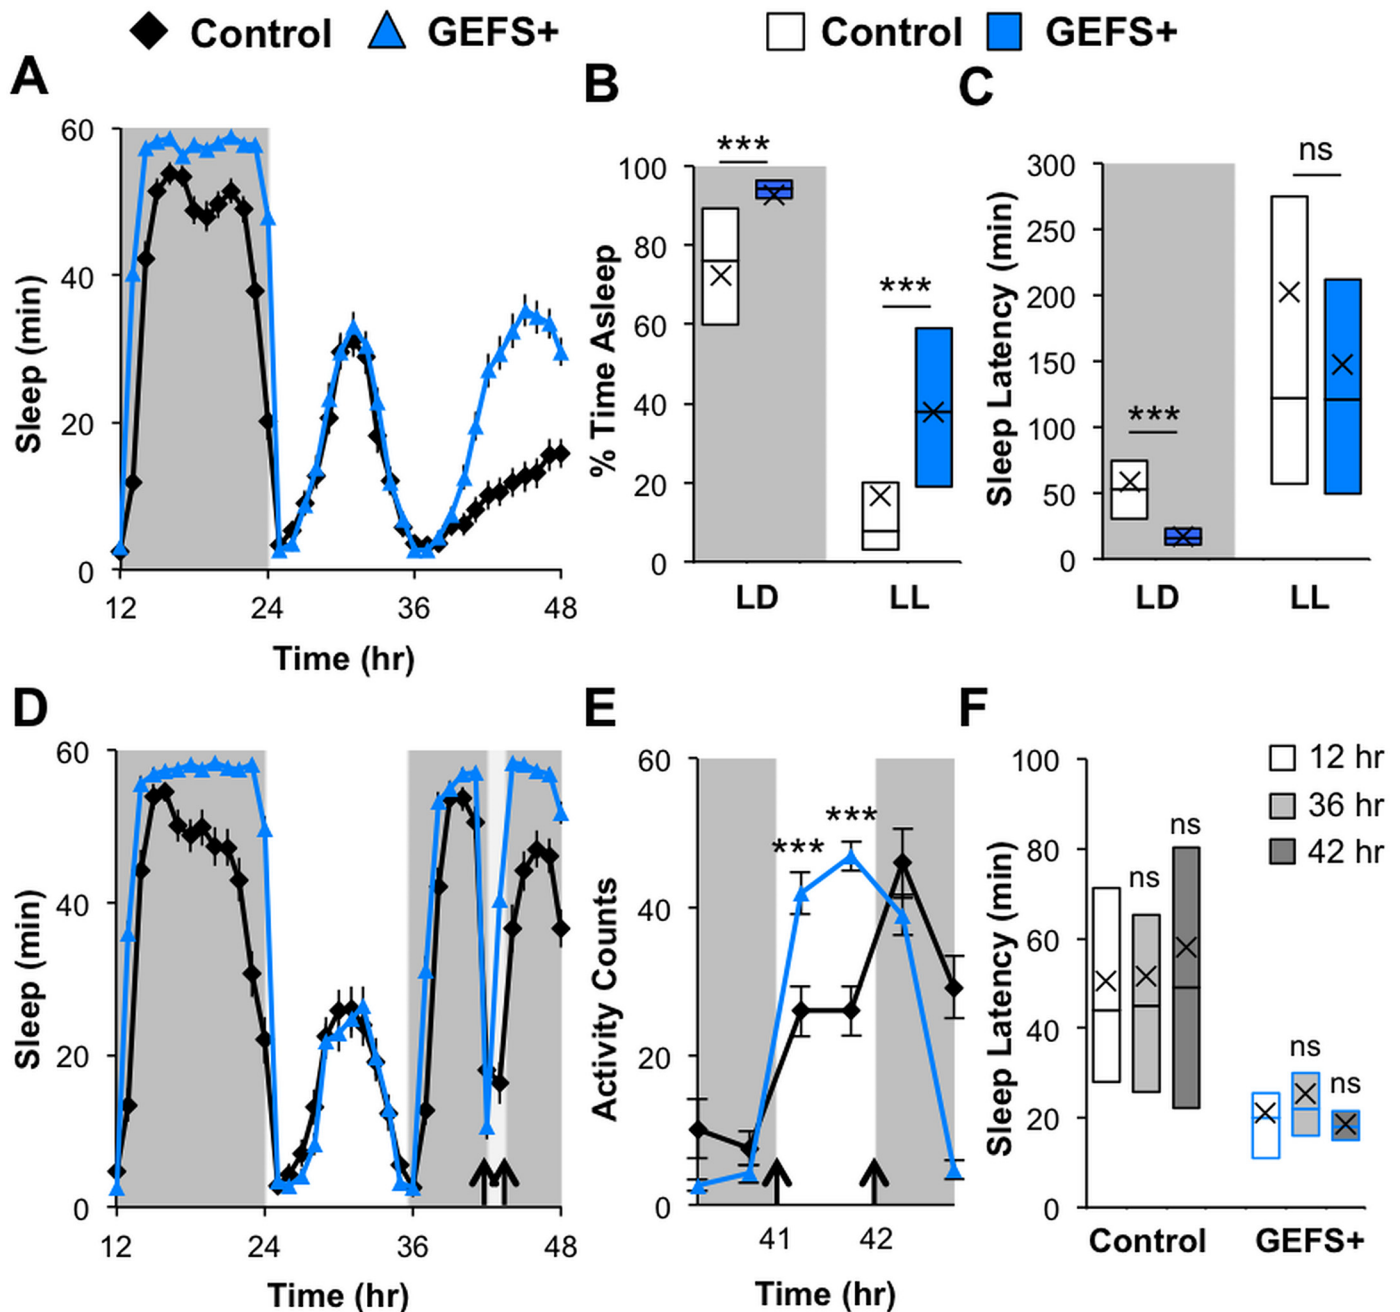 Control GEFS+ Control GEFS+
A
60
40
20
0
12 24 36 48
Sleep (min)
Time (hr)
B
***
***
100
80
60
40
20
0
LD LL
% Time Asleep
C
ns
***
300
250
200
150
100
50
0
LD LL
Sleep Latency (min)
D
60
40
20
0
12 24 36 48
Sleep (min)
Time (hr)
E
*** ***
60
40
20
0
41 42
Activity Counts
Time (hr)
F
12 hr
36 hr
42 hr
ns ns
ns ns
100
80
60
40
20
0
Control GEFS+
Sleep Latency (min)